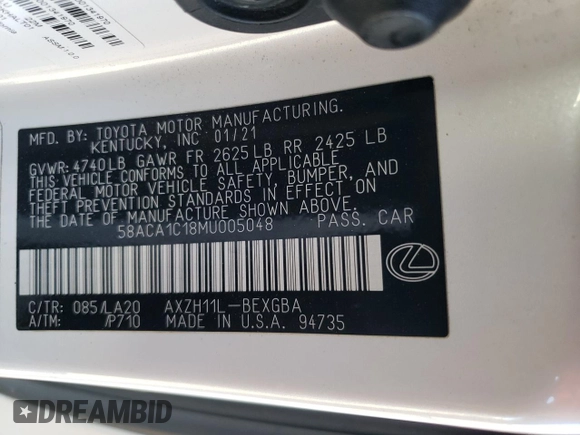 ASSM100
MFD. BY: TOYOTA MOTOR MANUFACTURING.
KENTUCKY, INC 01/21
GVWR: 4740LB GAWR FR 2625LB RR 2425 LB
THIS VEHICLE CONFORMS TO ALL APPLICABLE
FEDERAL MOTOR VEHICLE SAFETY, BUMPER, AND
THEFT PREVENTION STANDARDS IN EFFECT ON
THE DATE OF MANUFACTURE SHOWN ABOVE.
58ACA1C18MU005048 PASS. CAR
C/TR: 085/LA20 AXZH11L-BEXGBA
A/TM: /P710 MADE IN U.S.A. 94735
DREAMBID